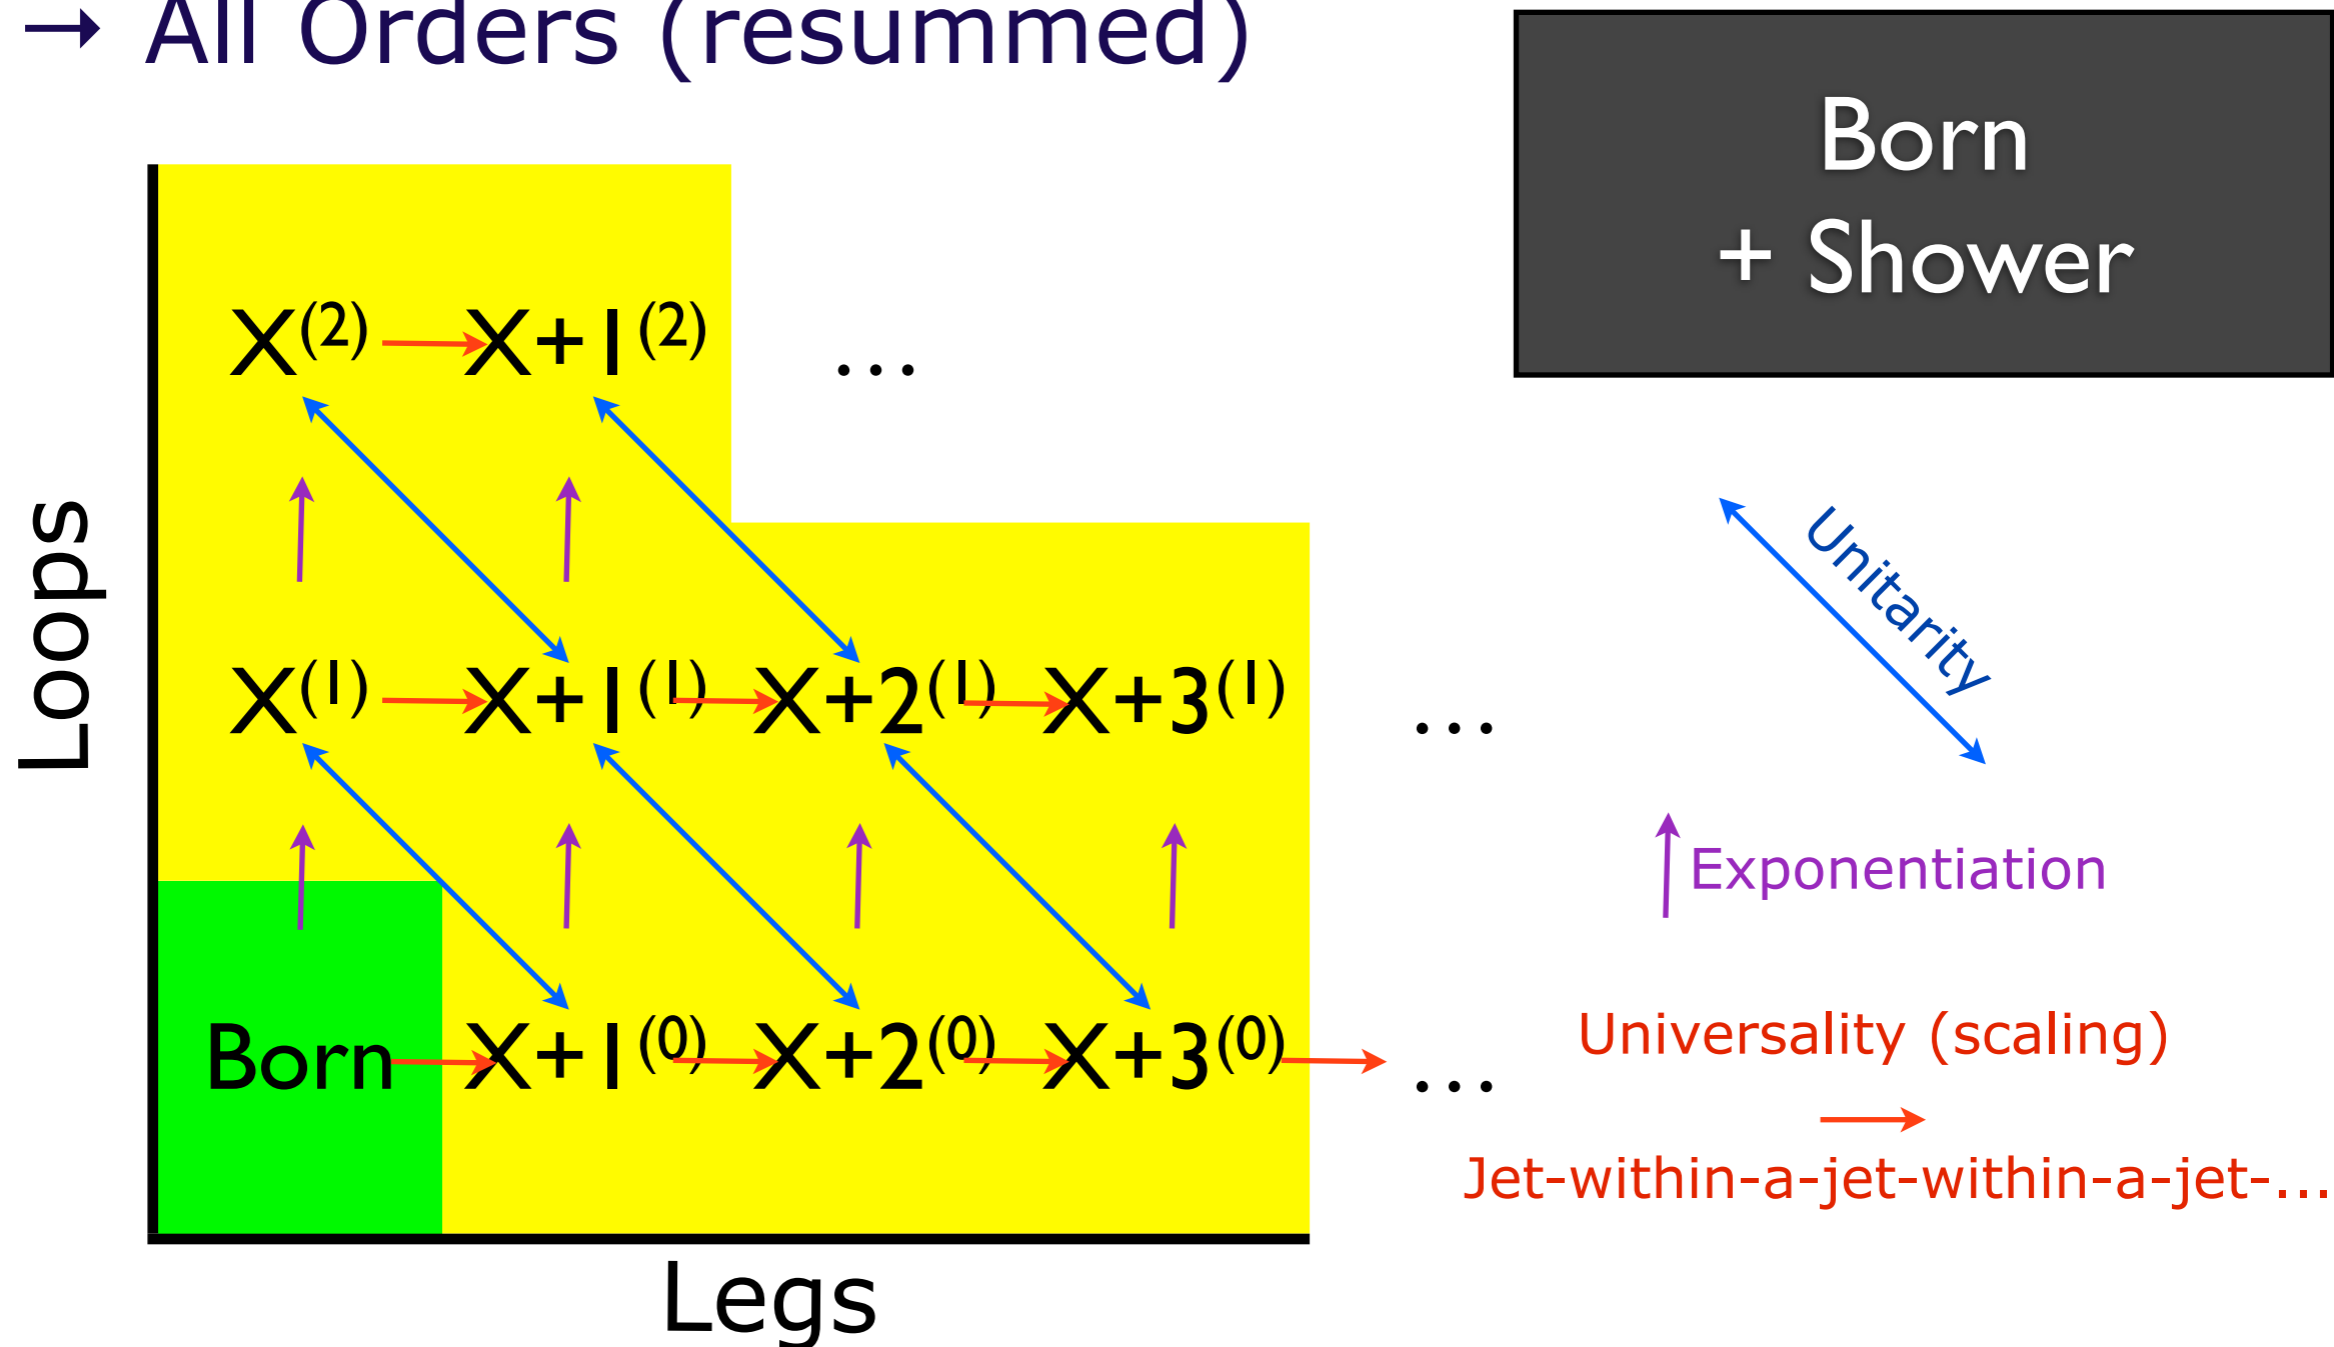 → All Orders (resummed)
Born
+ Shower
Loops
X(2) X+1(2) ...
X(1) X+1(1) X+2(1) X+3(1) ...
Born X+1(0) X+2(0) X+3(0) ...
Legs
Unitarity
Exponentiation
Universality (scaling)
Jet-within-a-jet-within-a-jet-...